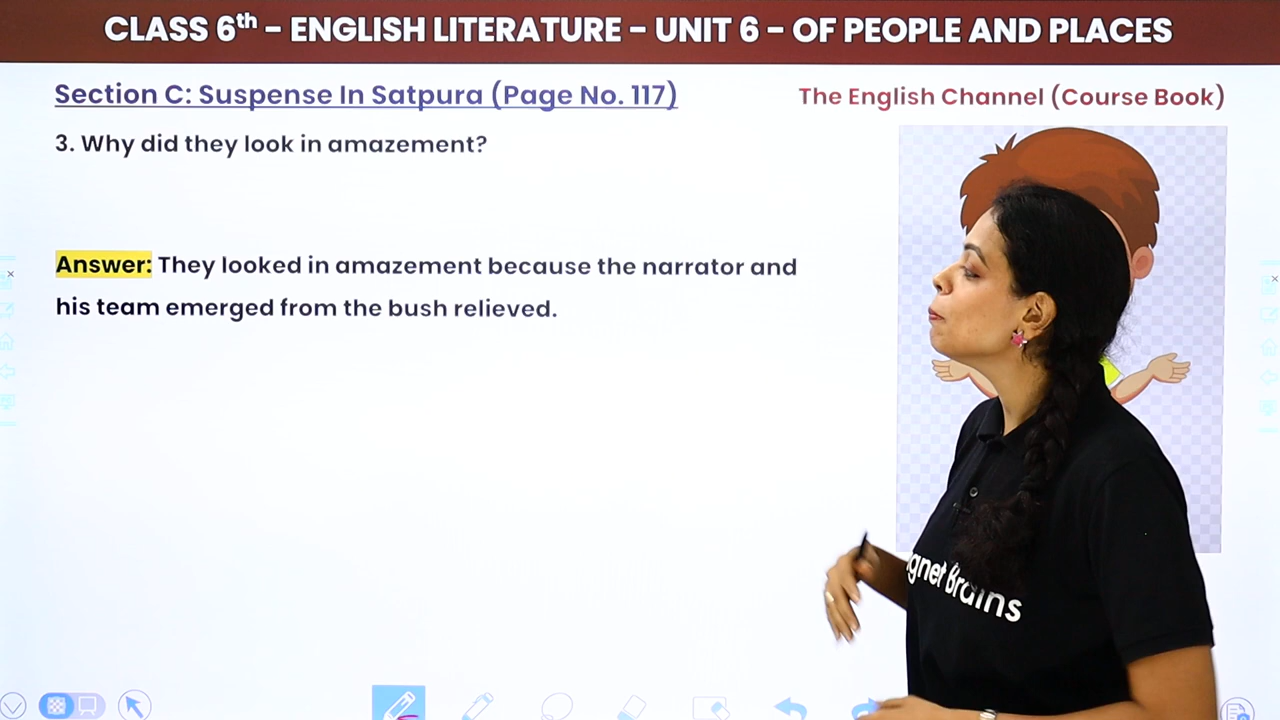 CLASS 6th – ENGLISH LITERATURE – UNIT 6 – OF PEOPLE AND PLACES
Section C: Suspense In Satpura (Page No. 117)
The English Channel (Course Book)
3. Why did they look in amazement?
Answer: They looked in amazement because the narrator and
his team emerged from the bush relieved.
Brains